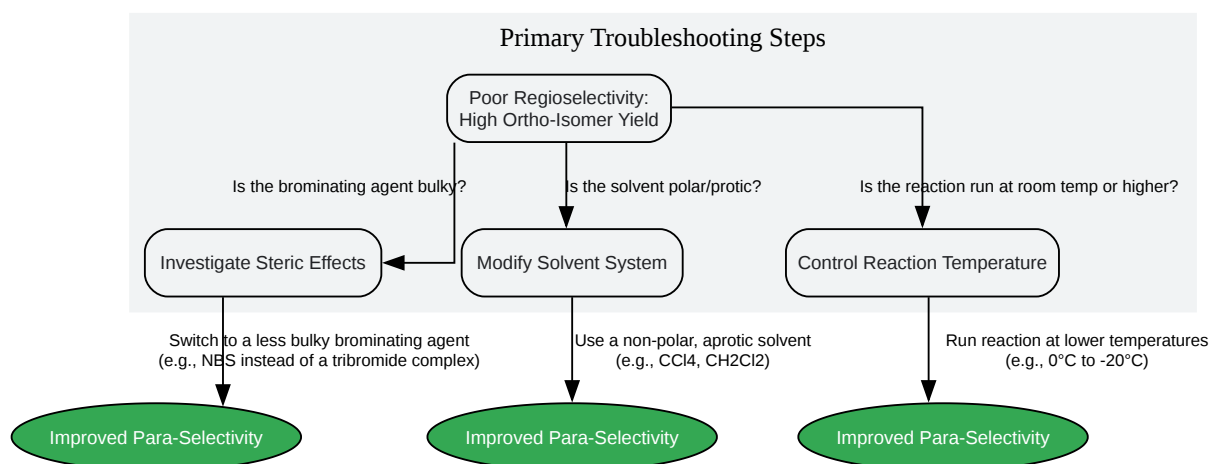 Primary Troubleshooting Steps
Poor Regioselectivity:
High Ortho-Isomer Yield
Is the brominating agent bulky?
Is the solvent polar/protic?
Is the reaction run at room temp or higher?
Investigate Steric Effects
Modify Solvent System
Control Reaction Temperature
Switch to a less bulky brominating agent
(e.g., NBS instead of a tribromide complex)
Use a non-polar, aprotic solvent
(e.g., CCl4, CH2Cl2)
Run reaction at lower temperatures
(e.g., 0°C to -20°C)
Improved Para-Selectivity
Improved Para-Selectivity
Improved Para-Selectivity